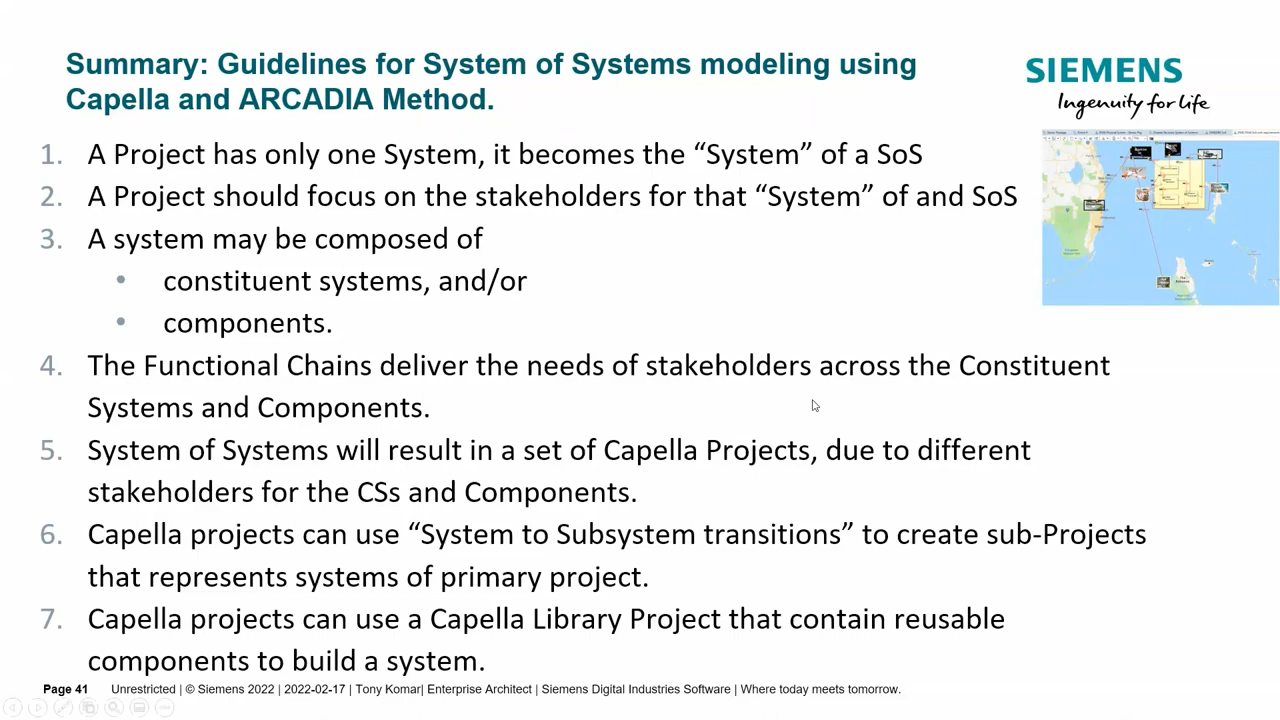 Summary: Guidelines for System of Systems modeling using
Capella and ARCADIA Method.
SIEMENS
Ingenuity for life
1. A Project has only one System, it becomes the “System” of a SoS
2. A Project should focus on the stakeholders for that “System” of and SoS
3. A system may be composed of
• constituent systems, and/or
• components.
4. The Functional Chains deliver the needs of stakeholders across the Constituent
Systems and Components.
5. System of Systems will result in a set of Capella Projects, due to different
stakeholders for the CSs and Components.
6. Capella projects can use “System to Subsystem transitions” to create sub-Projects
that represents systems of primary project.
7. Capella projects can use a Capella Library Project that contain reusable
components to build a system.
Page 41 Unrestricted | © Siemens 2022 | 2022-02-17 | Tony Komar| Enterprise Architect | Siemens Digital Industries Software | Where today meets tomorrow.